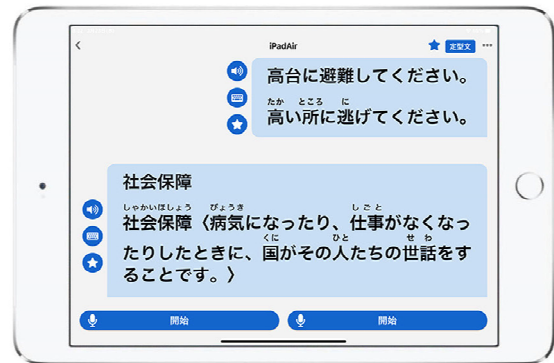 iPadAir
定型文
高台に避難してください。
たか ところ に
高い所に逃げてください。
社会保障
しゃかいほしょう びょうき しごと
社会保障〈病気になったり、仕事がなくなっ
くに ひと せわ
たりしたときに、国がその人たちの世話をす
ることです。〉
開始
開始